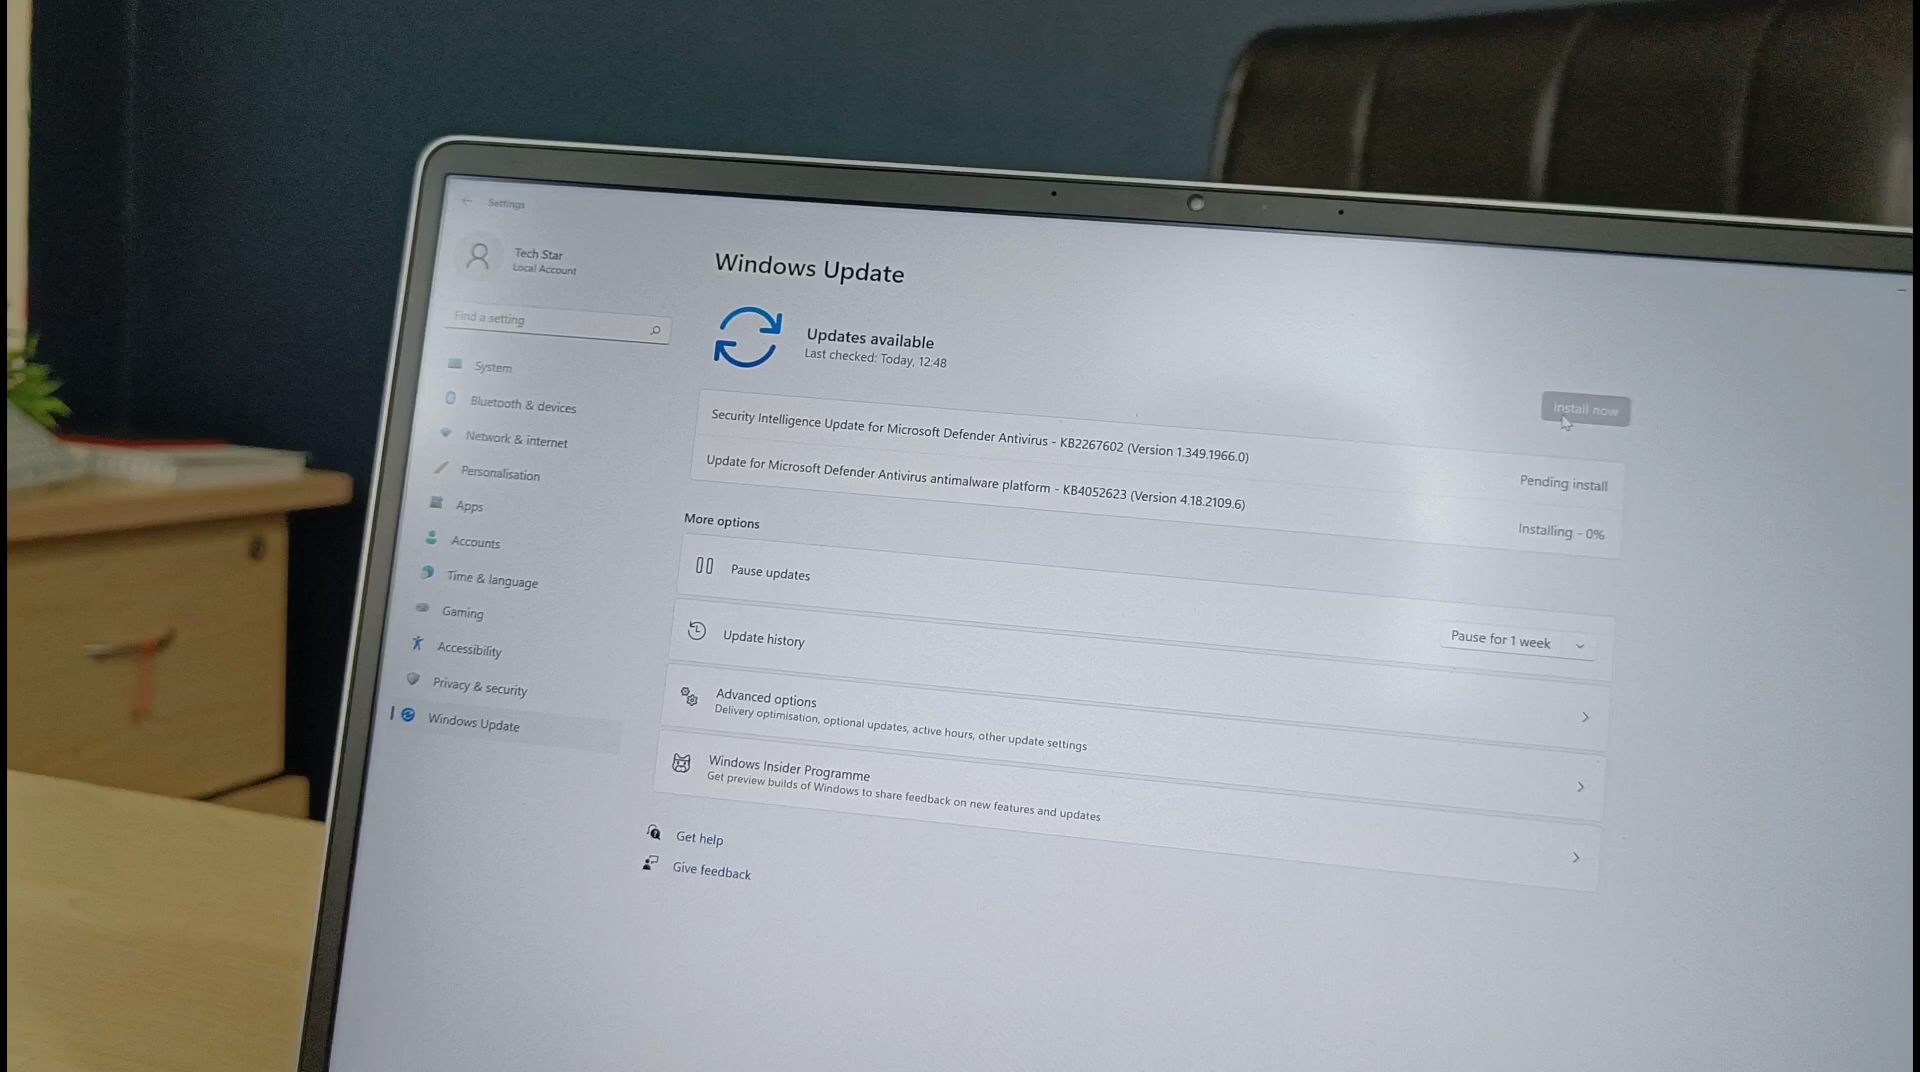 Settings
Tech Star
Local Account
Find a setting
System
Bluetooth & devices
Network & internet
Personalisation
Apps
Accounts
Time & language
Gaming
Accessibility
Privacy & security
Windows Update
Windows Update
Updates available
Last checked: Today, 12:48
Install now
Security Intelligence Update for Microsoft Defender Antivirus - KB2267602 (Version 1.349.1966.0)
Pending install
Update for Microsoft Defender Antivirus antimalware platform - KB4052623 (Version 4.18.2109.6)
Installing - 0%
More options
Pause updates
Pause for 1 week
Update history
Advanced options
Delivery optimisation, optional updates, active hours, other update settings
Windows Insider Programme
Get preview builds of Windows to share feedback on new features and updates
Get help
Give feedback